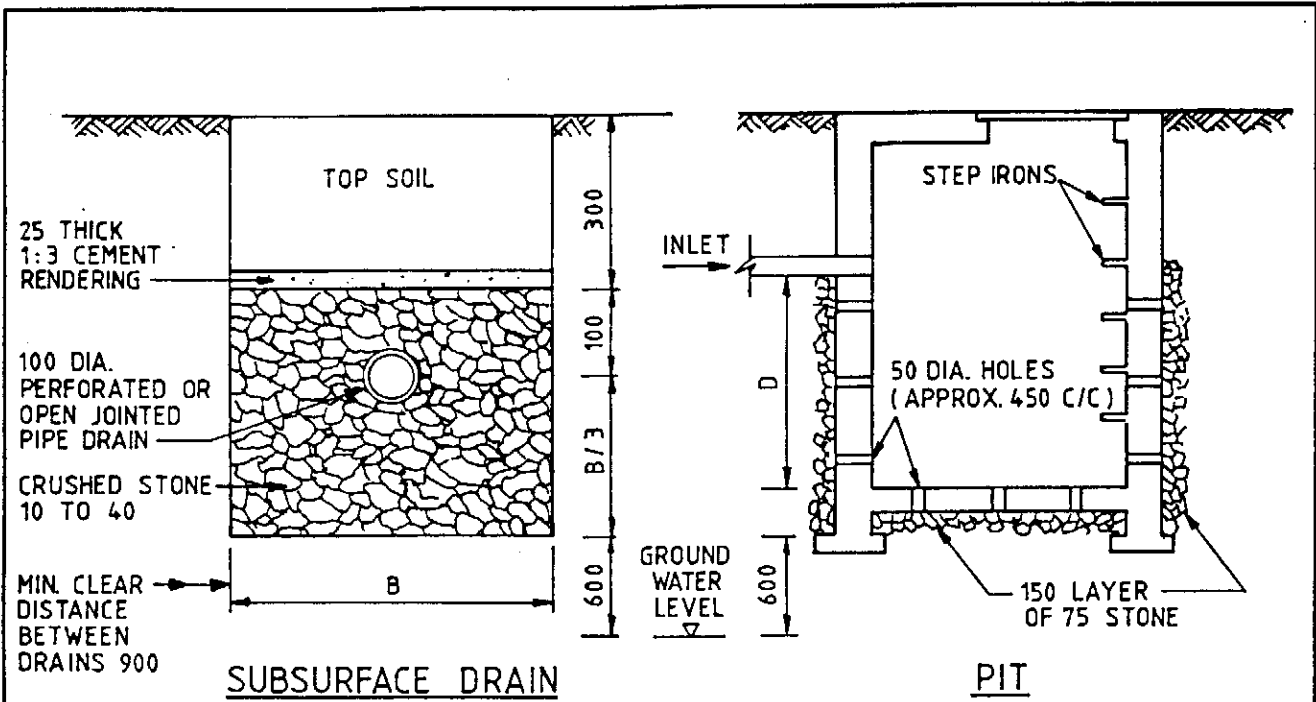 TOP SOIL
25 THICK
1:3 CEMENT
RENDERING
300
100 DIA.
PERFORATED OR
OPEN JOINTED
PIPE DRAIN
100
CRUSHED STONE
10 TO 40
B/3
MIN. CLEAR
DISTANCE
BETWEEN
DRAINS 900
B
600
SUBSURFACE DRAIN
STEP IRONS
INLET
D
50 DIA. HOLES
(APPROX. 450 C/C)
GROUND
WATER
LEVEL
600
150 LAYER
OF 75 STONE
PIT